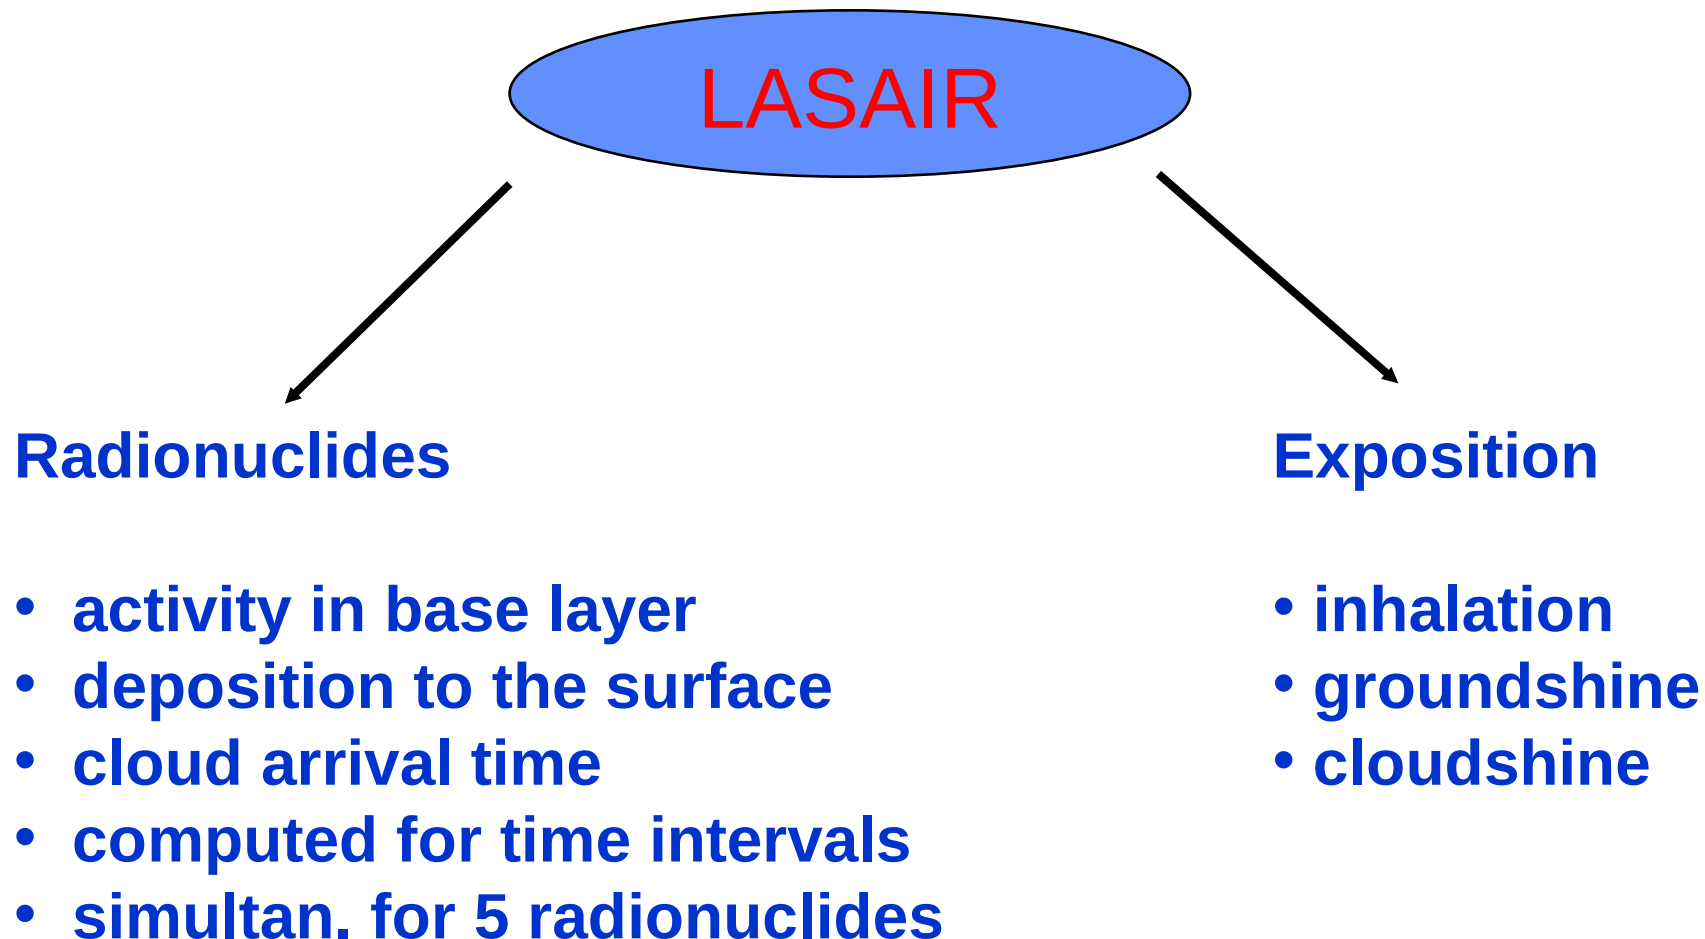 LASAIR
Radionuclides
• activity in base layer
• deposition to the surface
• cloud arrival time
• computed for time intervals
• simultan. for 5 radionuclides
Exposition
• inhalation
• groundshine
• cloudshine